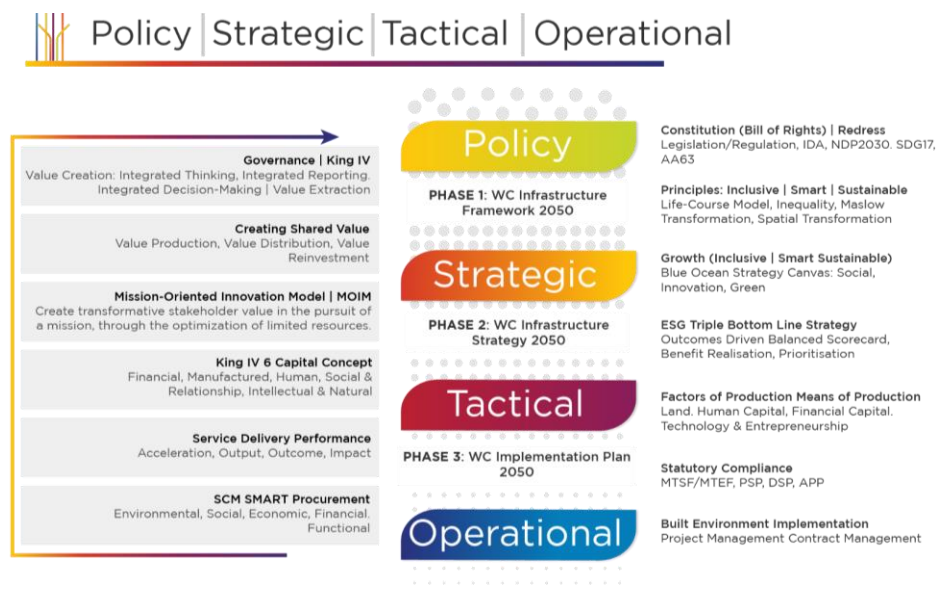 Policy | Strategic | Tactical | Operational
Governance | King IV
Value Creation: Integrated Thinking, Integrated Reporting.
Integrated Decision-Making | Value Extraction
Creating Shared Value
Value Production, Value Distribution, Value
Reinvestment
Mission-Oriented Innovation Model | MOIM
Create transformative stakeholder value in the pursuit of
a mission, through the optimization of limited resources.
King IV 6 Capital Concept
Financial, Manufactured, Human, Social &
Relationship, Intellectual & Natural
Service Delivery Performance
Acceleration, Output, Outcome, Impact
SCM SMART Procurement
Environmental, Social, Economic, Financial.
Functional
Policy
PHASE 1: WC Infrastructure
Framework 2050
Strategic
PHASE 2: WC Infrastructure
Strategy 2050
Tactical
PHASE 3: WC Implementation Plan
2050
Operational
Constitution (Bill of Rights) | Redress
Legislation/Regulation, IDA, NDP2030. SDG17,
AA63
Principles: Inclusive | Smart | Sustainable
Life-Course Model, Inequality, Maslow
Transformation, Spatial Transformation
Growth (Inclusive | Smart Sustainable)
Blue Ocean Strategy Canvas: Social,
Innovation, Green
ESG Triple Bottom Line Strategy
Outcomes Driven Balanced Scorecard,
Benefit Realisation, Prioritisation
Factors of Production Means of Production
Land. Human Capital, Financial Capital.
Technology & Entrepreneurship
Statutory Compliance
MTSF/MTEF, PSP, DSP, APP
Built Environment Implementation
Project Management Contract Management